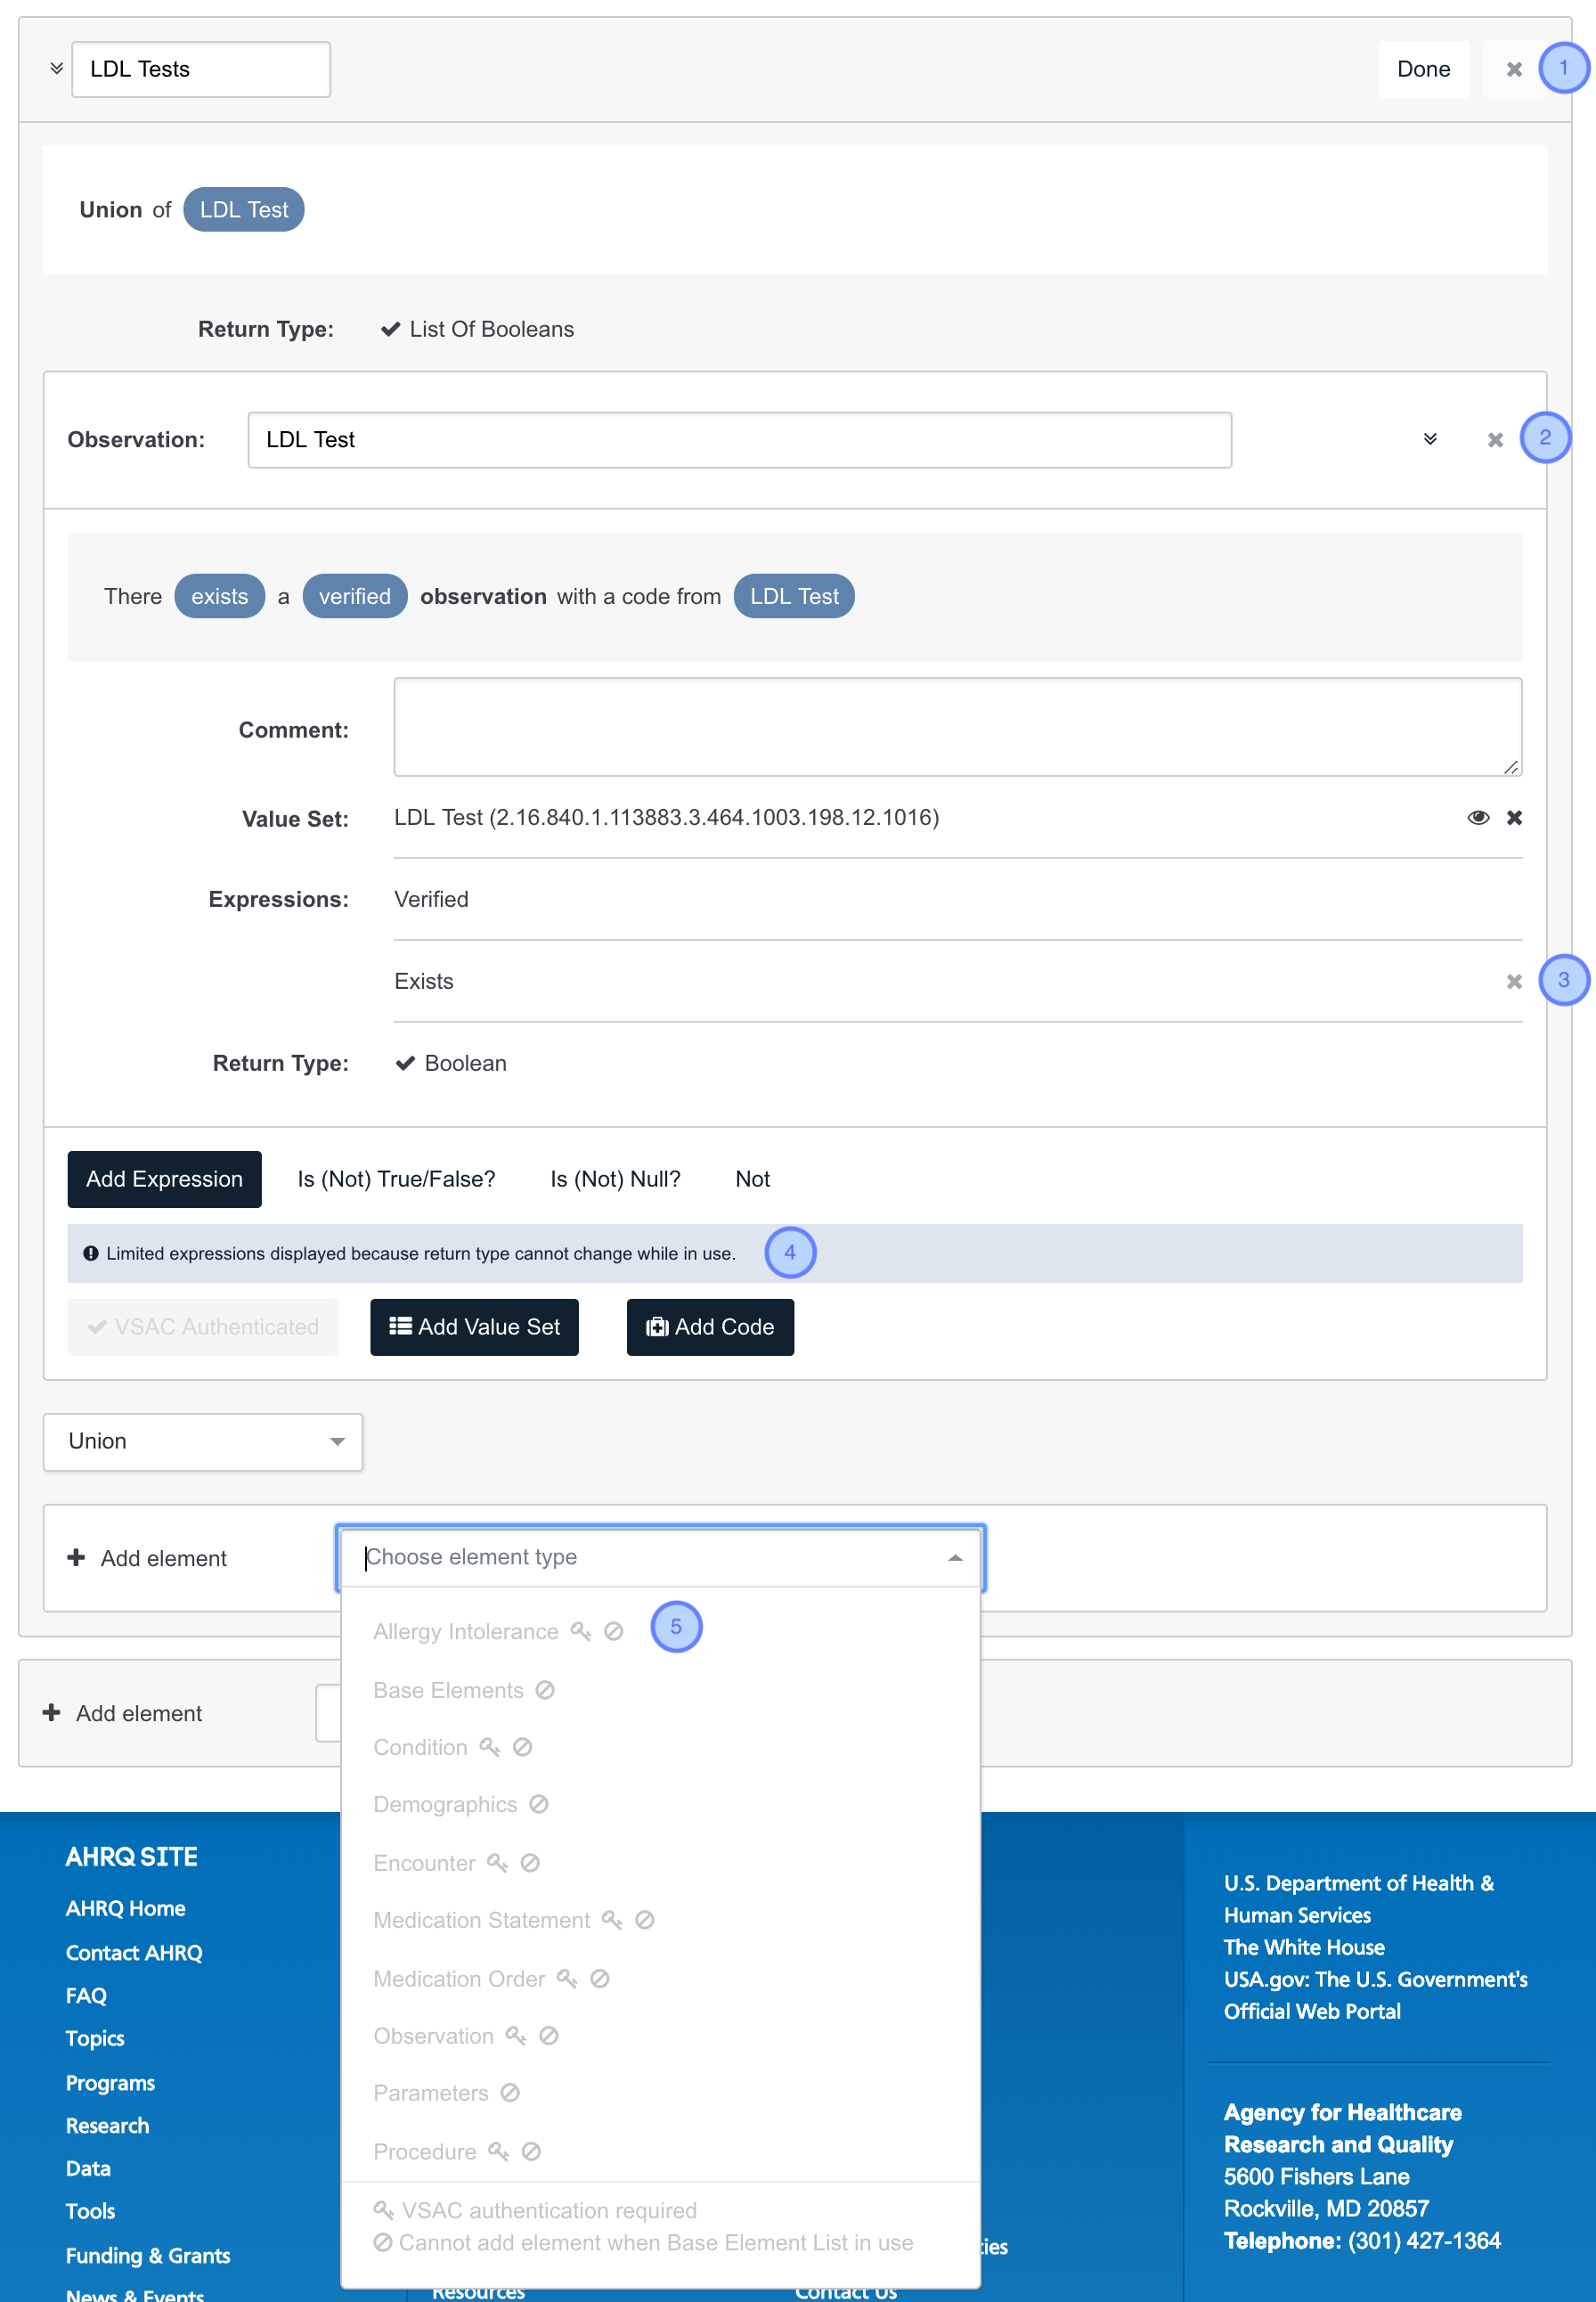 LDL Tests
Done
1
Union of LDL Test
Return Type: List Of Booleans
Observation: LDL Test
2
There exists a verified observation with a code from LDL Test
Comment:
Value Set: LDL Test (2.16.840.1.113883.3.464.1003.198.12.1016)
Expressions: Verified
Exists
3
Return Type: Boolean
Add Expression Is (Not) True/False? Is (Not) Null? Not
Limited expressions displayed because return type cannot change while in use.
4
VSAC Authenticated Add Value Set Add Code
Union
Add element Choose element type
Allergy Intolerance
5
Base Elements
Condition
Demographics
Encounter
Medication Statement
Medication Order
Observation
Parameters
Procedure
VSAC authentication required
Cannot add element when Base Element List in use
Add element
AHRQ SITE
AHRQ Home
Contact AHRQ
FAQ
Topics
Programs
Research
Data
Tools
Funding & Grants
News & Events
Resources
ties
Contact Us
U.S. Department of Health &
Human Services
The White House
USA.gov: The U.S. Government's
Official Web Portal
Agency for Healthcare
Research and Quality
5600 Fishers Lane
Rockville, MD 20857
Telephone: (301) 427-1364